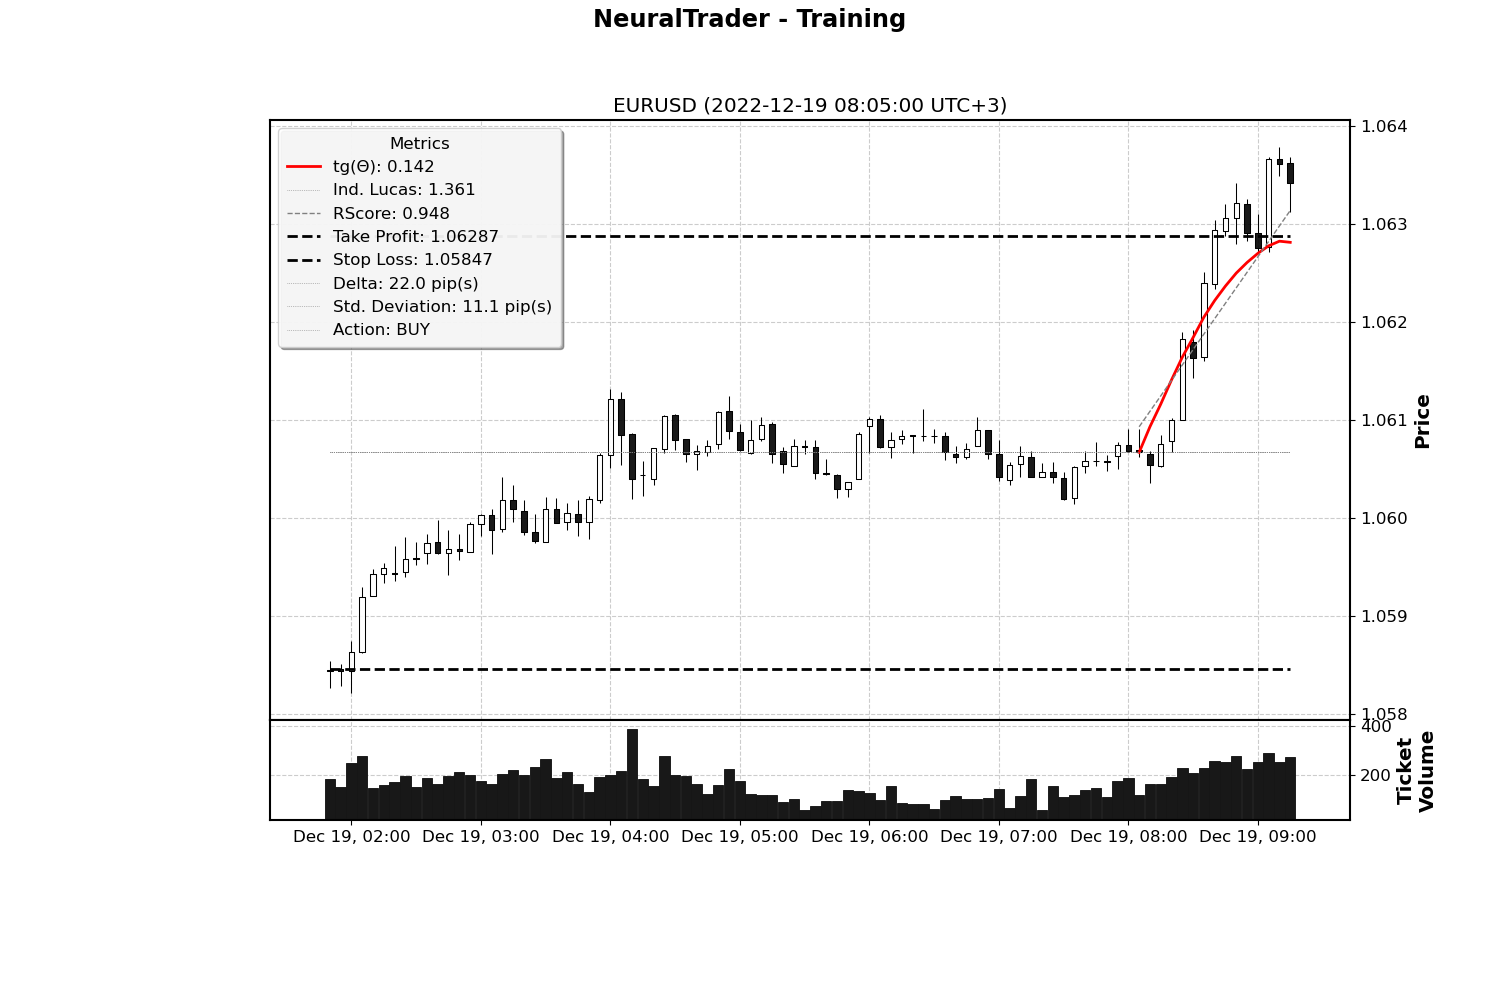 NeuralTrader - Training
EURUSD (2022-12-19 08:05:00 UTC+3)
Metrics
tg(Θ): 0.142
Ind. Lucas: 1.361
RScore: 0.948
Take Profit: 1.06287
Stop Loss: 1.05847
Delta: 22.0 pip(s)
Std. Deviation: 11.1 pip(s)
Action: BUY
1.064
1.063
1.062
1.061
1.060
1.059
1.058
Price
400
200
Ticket
Volume
Dec 19, 02:00 Dec 19, 03:00 Dec 19, 04:00 Dec 19, 05:00 Dec 19, 06:00 Dec 19, 07:00 Dec 19, 08:00 Dec 19, 09:00